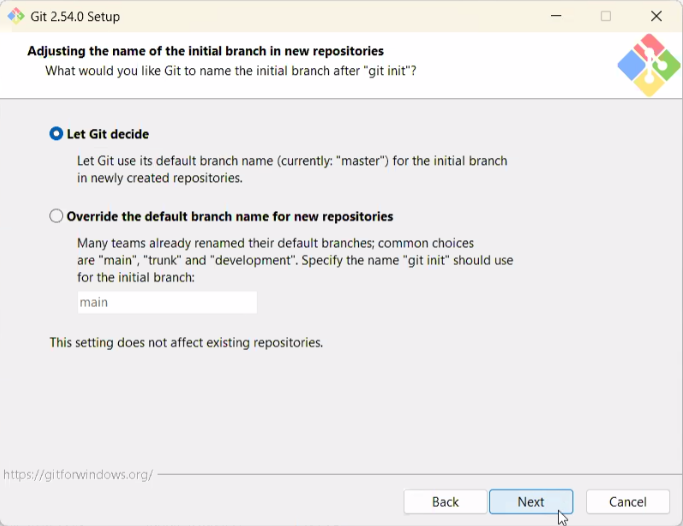 Git 2.54.0 Setup
Adjusting the name of the initial branch in new repositories
What would you like Git to name the initial branch after "git init"?
Let Git decide
Let Git use its default branch name (currently: "master") for the initial branch
in newly created repositories.
Override the default branch name for new repositories
Many teams already renamed their default branches; common choices
are "main", "trunk" and "development". Specify the name "git init" should use
for the initial branch:
main
This setting does not affect existing repositories.
https://gitforwindows.org/
Back
Next
Cancel